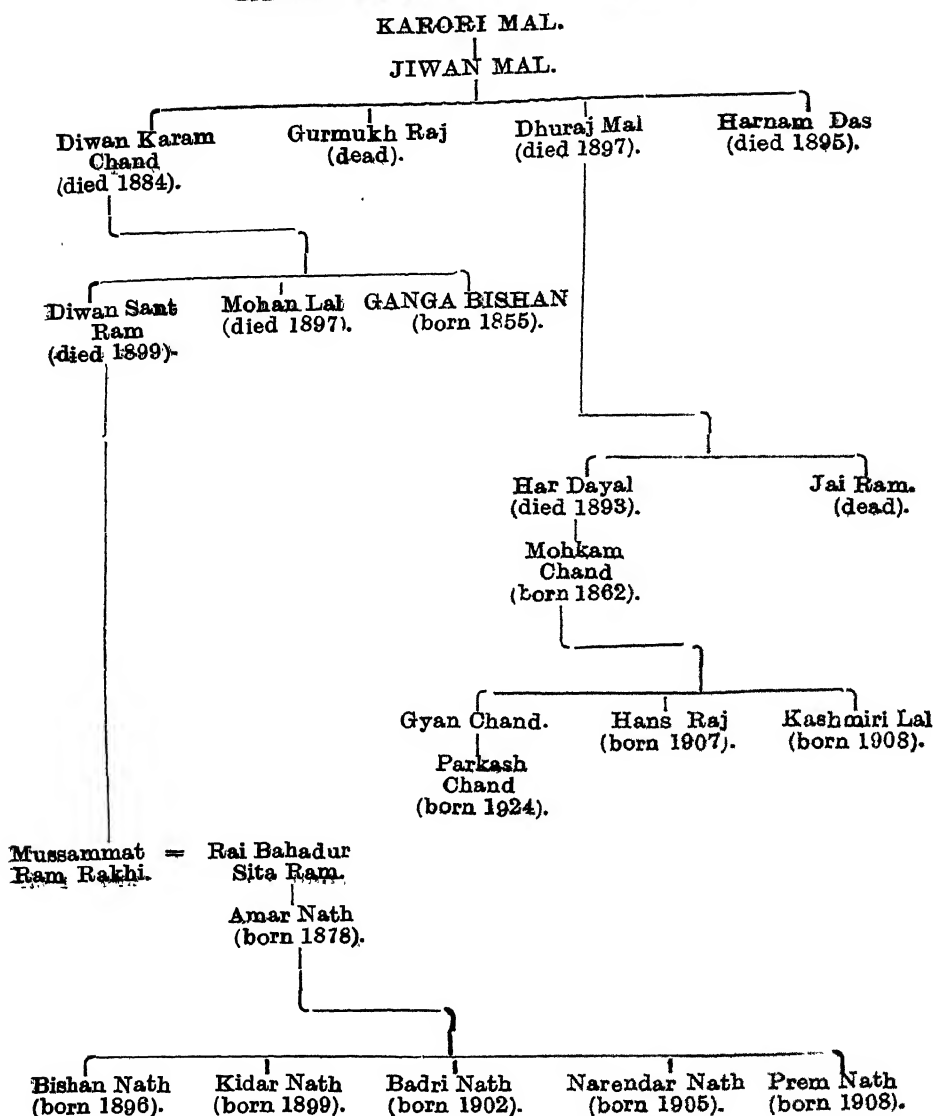 KARORI MAL.
JIWAN MAL.
Diwan Karam
Chand
(died 1884).
Gurmukh Raj
(dead).
Dhuraj Mal
(died 1897).
Harnam Das
(died 1895).
Diwan Sant
Ram
(died 1899).
Mohan Lal
(died 1897).
GANGA BISHAN
(born 1855).
Har Dayal
(died 1893).
Jai Ram.
(dead).
Mohkam
Chand
(born 1862).
Gyan Chand.
Hans Raj
(born 1907).
Kashmiri Lal
(born 1908).
Parkash
Chand
(born 1924).
Mussammat = Rai Bahadur
Ram Rakhi. Sita Ram.
Amar Nath
(born 1878).
Bishan Nath
(born 1896).
Kidar Nath
(born 1899).
Badri Nath
(born 1902).
Narendar Nath
(born 1905).
Prem Nath
(born 1908).